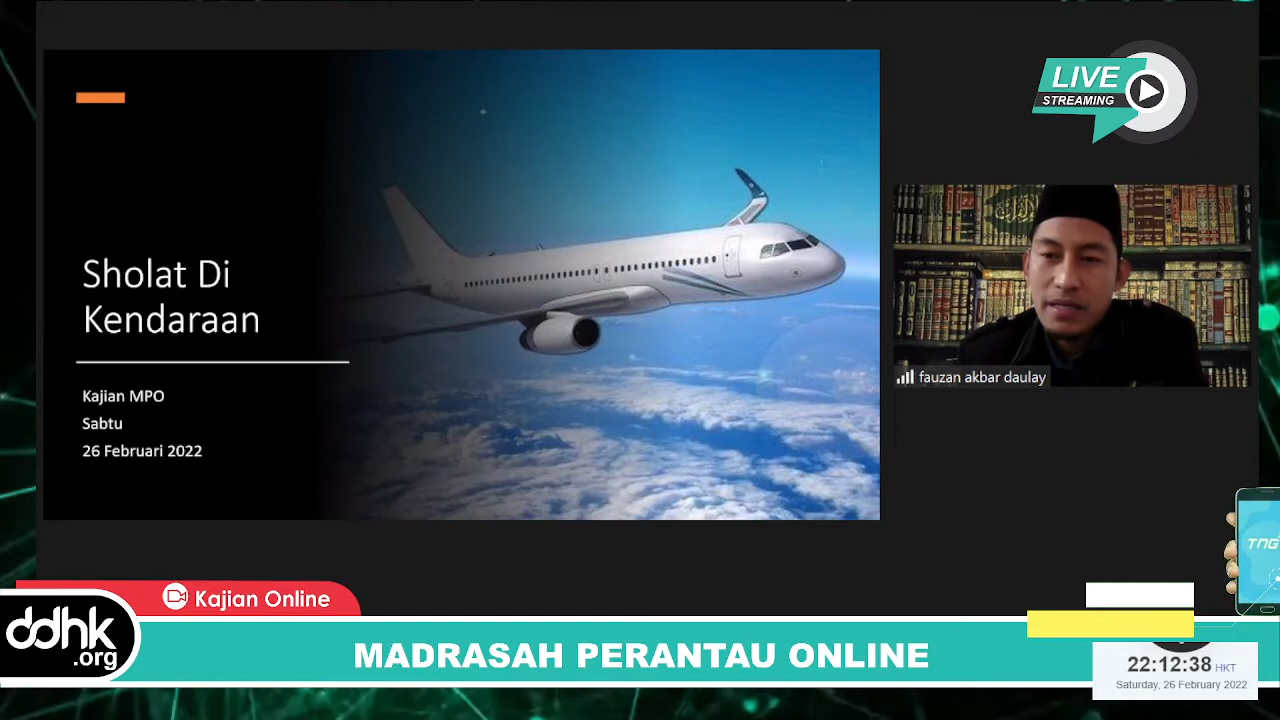 LIVE
STREAMING
Sholat Di
Kendaraan
Kajian MPO
Sabtu
26 Februari 2022
fauzan akbar daulay
TNG
Kajian Online
ddhk
.org
MADRASAH PERANTAU ONLINE
22:12:38 HKT
Saturday, 26 February 2022